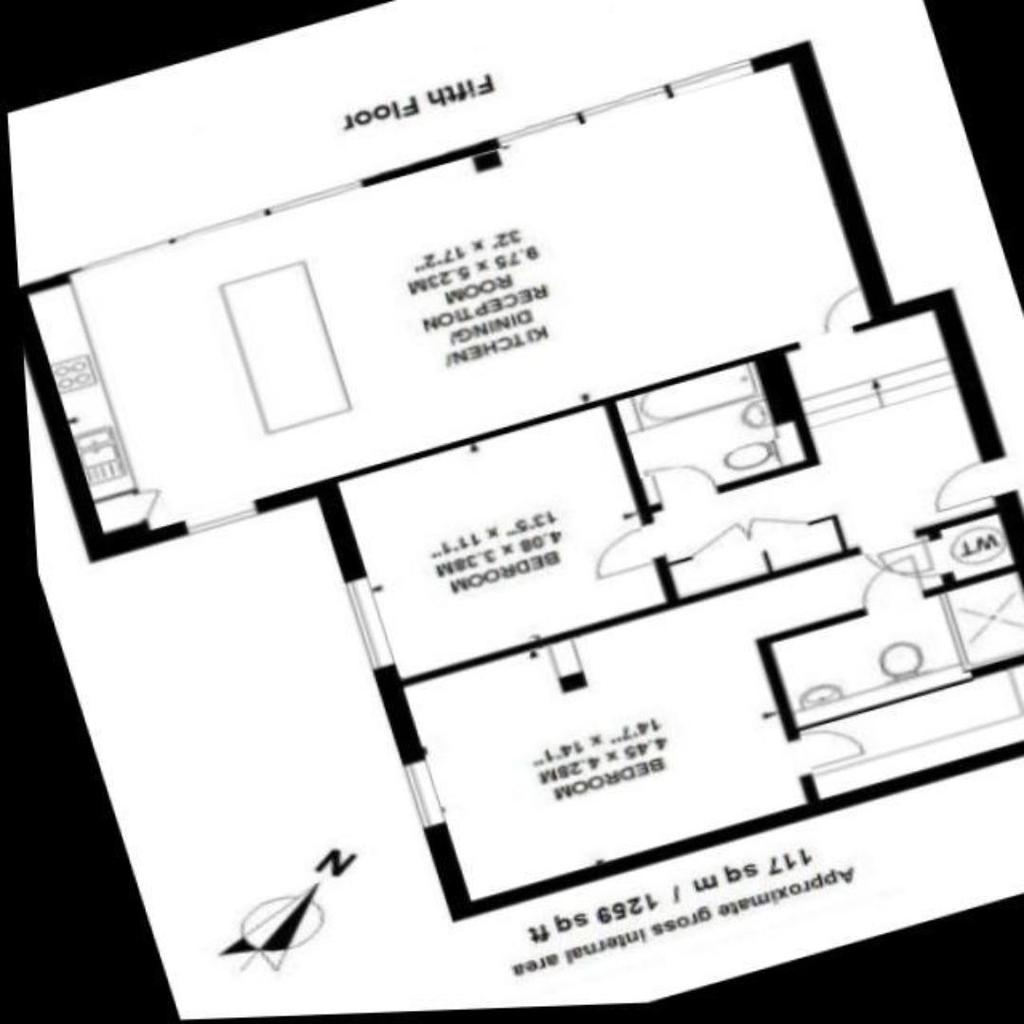 Fifth Floor
KITCHEN/
DINING/
RECEPTION
ROOM
9.75 x 5.23M
32' x 17'2"
BEDROOM
4.08 x 3.38M
13'5" x 11'1"
WT
BEDROOM
4.45 x 4.28M
14'7" x 14'1"
N
Approximate gross internal area
117 sq m / 1259 sq ft